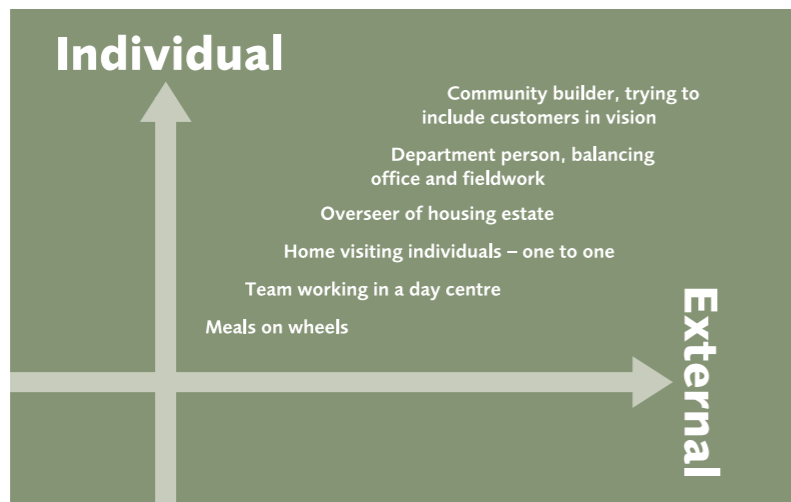 Individual
Community builder, trying to
include customers in vision
Department person, balancing
office and fieldwork
Overseer of housing estate
Home visiting individuals – one to one
Team working in a day centre
Meals on wheels
External